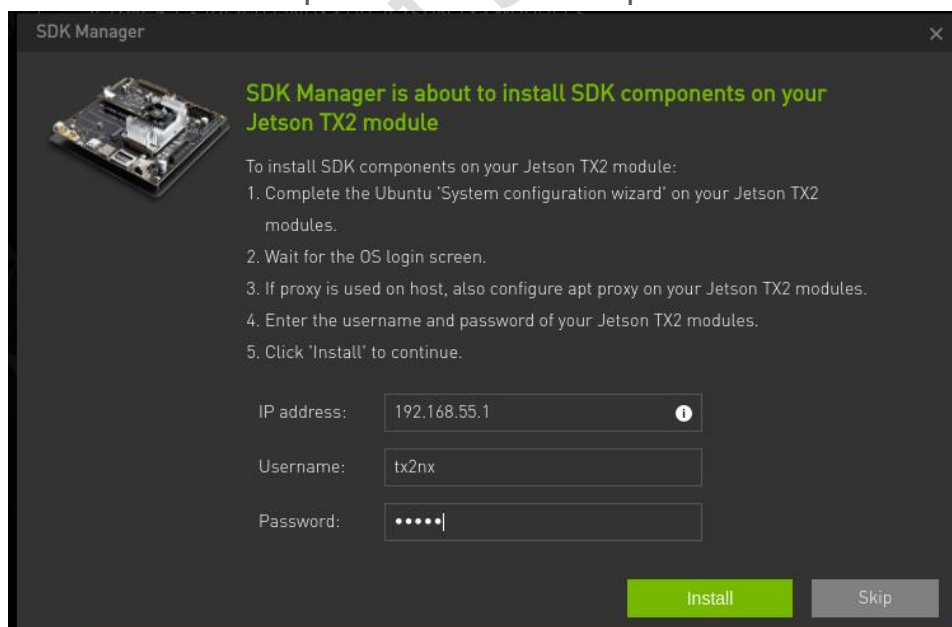 SDK Manager
SDK Manager is about to install SDK components on your
Jetson TX2 module
To install SDK components on your Jetson TX2 module:
1. Complete the Ubuntu 'System configuration wizard' on your Jetson TX2
modules.
2. Wait for the OS login screen.
3. If proxy is used on host, also configure apt proxy on your Jetson TX2 modules.
4. Enter the username and password of your Jetson TX2 modules.
5. Click 'Install' to continue.
IP address: 192.168.55.1
Username: tx2nx
Password: •••••
Install Skip